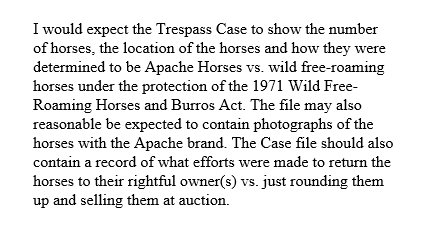 I would expect the Trespass Case to show the number
of horses, the location of the horses and how they were
determined to be Apache Horses vs. wild free-roaming
horses under the protection of the 1971 Wild Free-
Roaming Horses and Burros Act. The file may also
reasonable be expected to contain photographs of the
horses with the Apache brand. The Case file should also
contain a record of what efforts were made to return the
horses to their rightful owner(s) vs. just rounding them
up and selling them at auction.